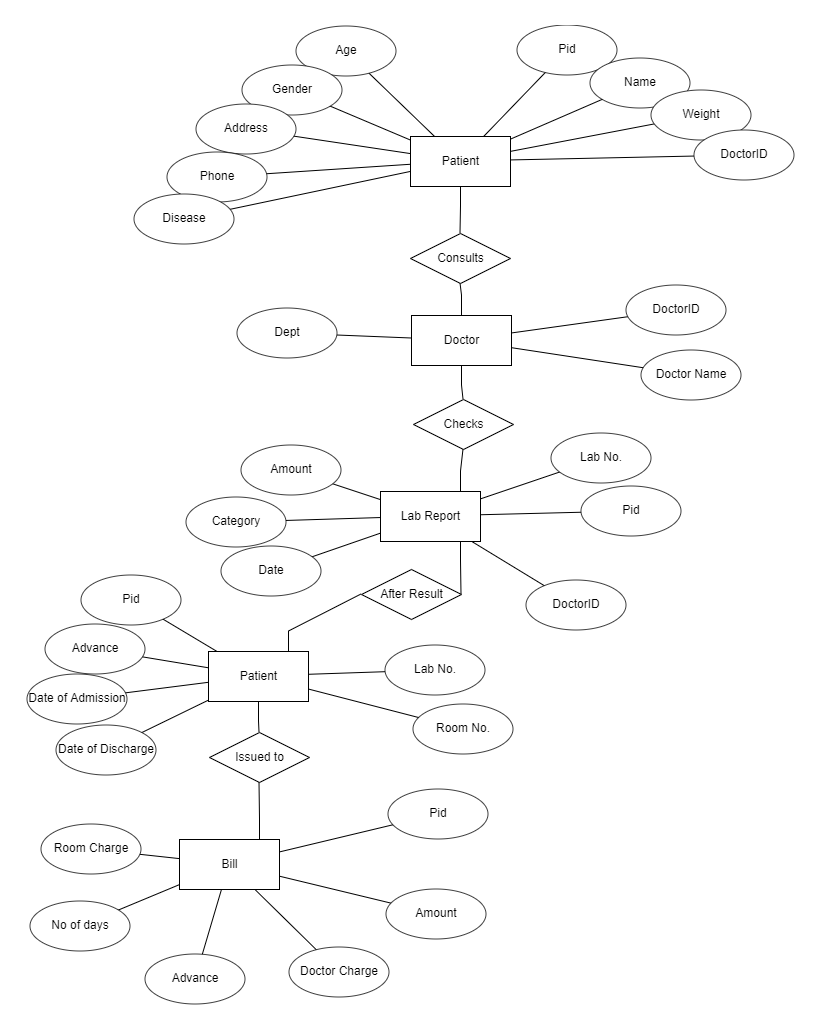 Age
Pid
Gender
Name
Address
Weight
Patient
DoctorID
Phone
Disease
Consults
DoctorID
Dept
Doctor
Doctor Name
Checks
Amount
Lab No.
Category
Lab Report
Pid
Date
After Result
DoctorID
Pid
Advance
Patient
Lab No.
Date of Admission
Room No.
Date of Discharge
Issued to
Pid
Room Charge
Bill
Amount
No of days
Advance
Doctor Charge